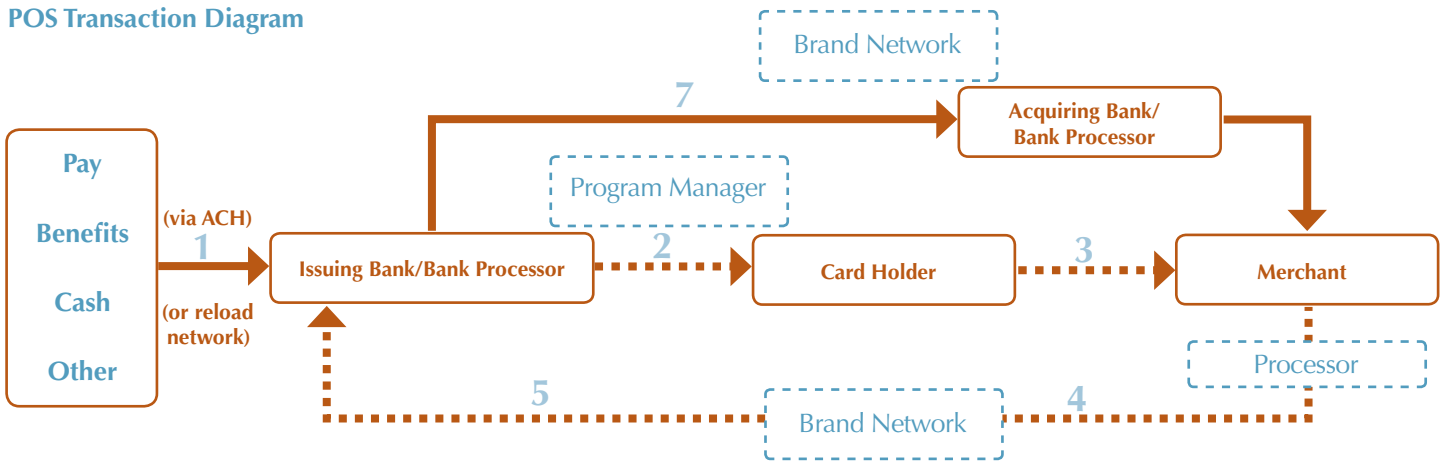 POS Transaction Diagram
Brand Network
7
Acquiring Bank/
Bank Processor
Pay
Benefits
Cash
Other
(via ACH)
1
(or reload
network)
Issuing Bank/Bank Processor
Program Manager
2
Card Holder
3
Merchant
Processor
5
Brand Network
4